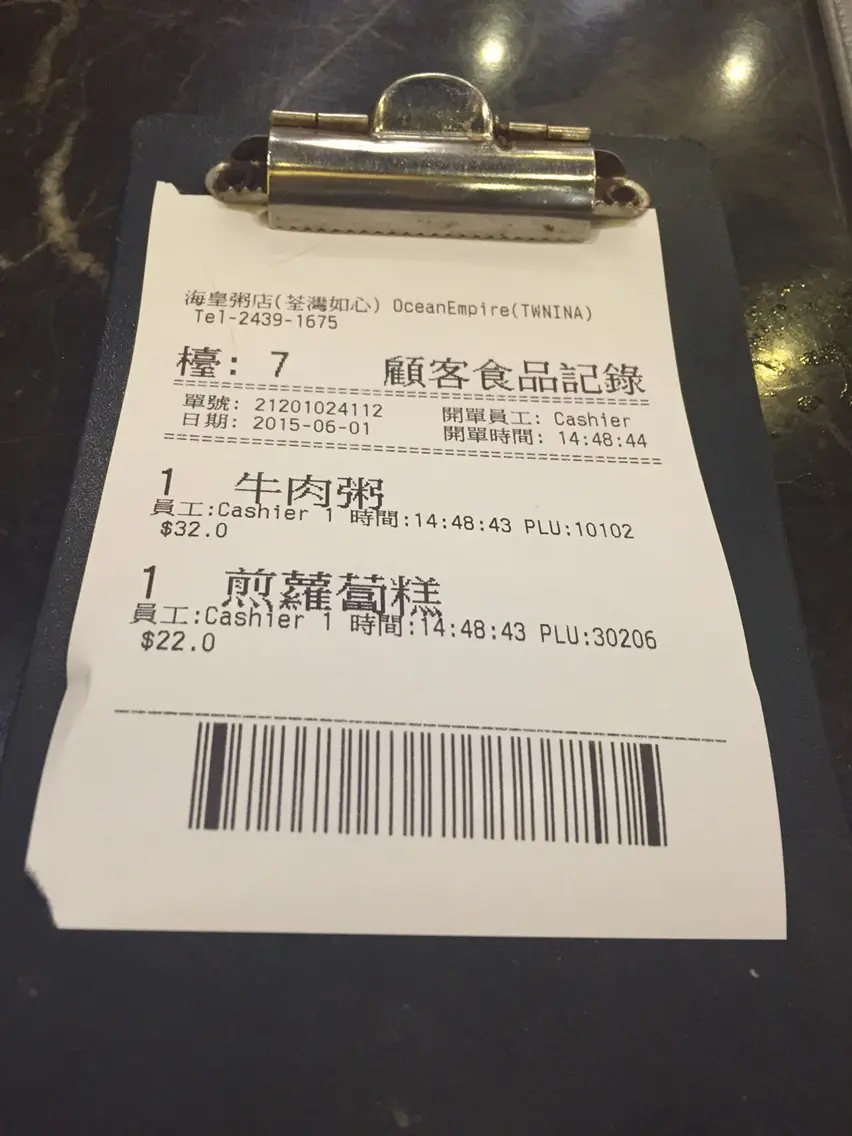 海皇粥店(荃灣如心) OceanEmpire(TWNINA)
Tel-2439-1675
檯: 7 顧客食品記錄
單號: 21201024112 開單員工: Cashier
日期: 2015-06-01 開單時間: 14:48:44
1 牛肉粥
員工:Cashier 1 時間:14:48:43 PLU:10102
$32.0
1 煎蘿蔔糕
員工:Cashier 1 時間:14:48:43 PLU:30206
$22.0